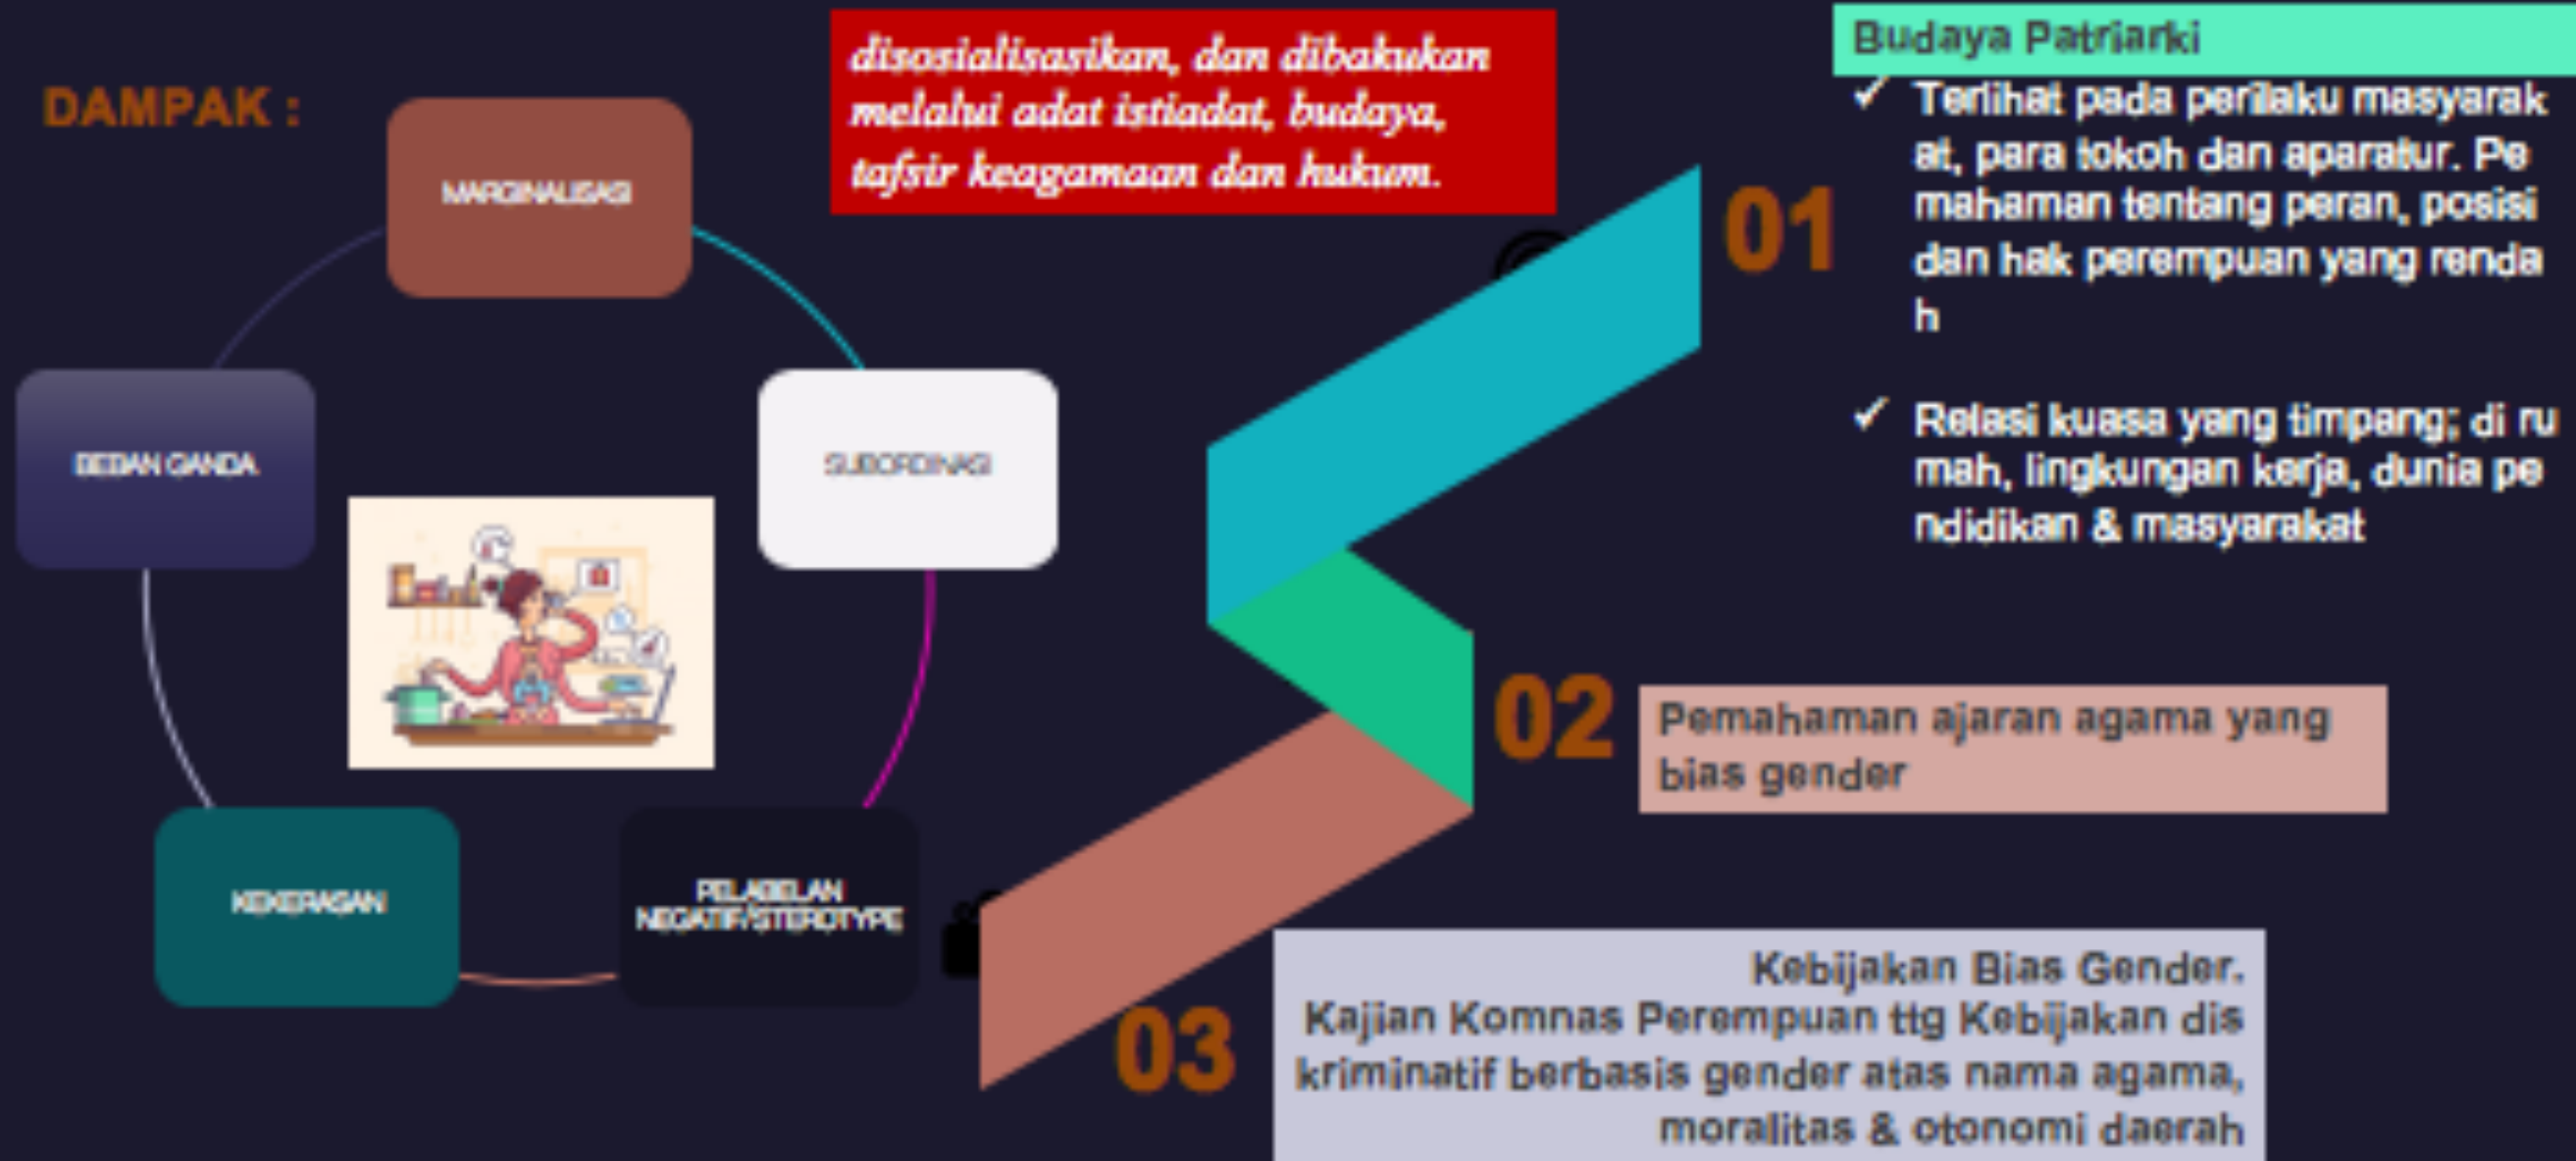 DAMPAK :
MARGINALISASI
BEBAN GANDA
SUBORDINASI
KEKERASAN
PELABELAN
NEGATIF/STEROTYPE
disosialisasikan, dan dibakukan
melalui adat istiadat, budaya,
tafsir keagamaan dan hukum.
01
Budaya Patriarki
✓ Terlihat pada perilaku masyarak
at, para tokoh dan aparatur. Pe
mahaman tentang peran, posisi
dan hak perempuan yang renda
h
✓ Relasi kuasa yang timpang; di ru
mah, lingkungan kerja, dunia pe
ndidikan & masyarakat
02
Pemahaman ajaran agama yang
bias gender
03
Kebijakan Bias Gender.
Kajian Komnas Perempuan ttg Kebijakan dis
kriminatif berbasis gender atas nama agama,
moralitas & otonomi daerah